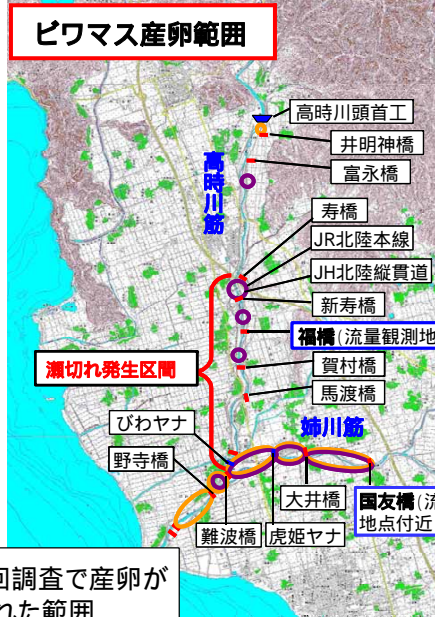 ビワマス産卵範囲
高時川頭首工
井明神橋
富永橋
高時川筋
寿橋
JR北陸本線
JH北陸縦貫道
新寿橋
福橋(流量観測地
瀬切れ発生区間
賀村橋
馬渡橋
びわヤナ
姉川筋
野寺橋
大井橋
国友橋(流
地点付近
難波橋
虎姫ヤナ
回調査で産卵が
れた範囲